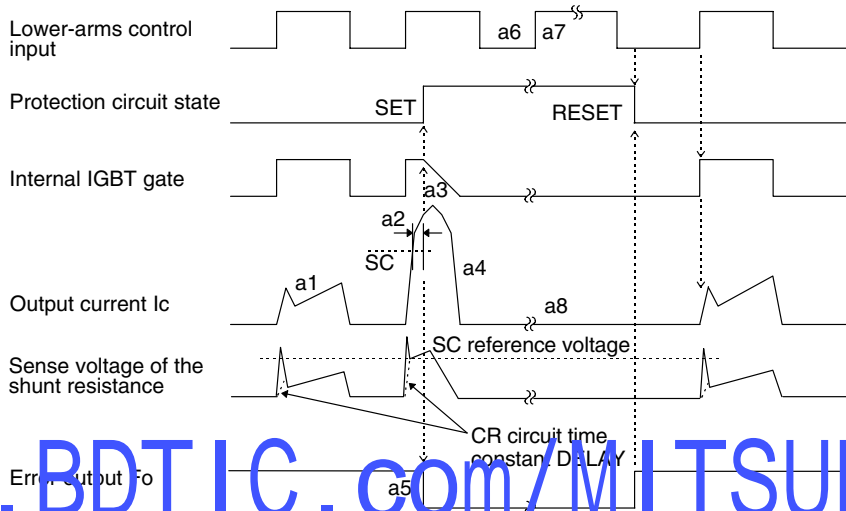 Lower-arms control
input
a6 a7
Protection circuit state
SET
RESET
Internal IGBT gate
a3
a2
SC
a4
a1
Output current Ic
a8
SC reference voltage
Sense voltage of the
shunt resistance
CR circuit time
constant DELAY
Error output Fo
a5
.BDTIC.com/MITSU